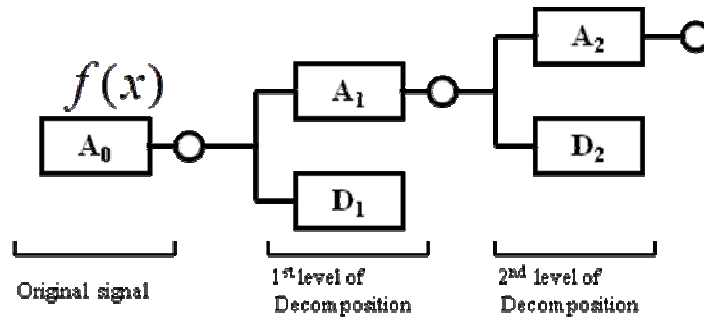 f(x)
A₀
A₁
D₁
A₂
D₂
Original signal
1ˢᵗ level of
Decomposition
2ⁿᵈ level of
Decomposition